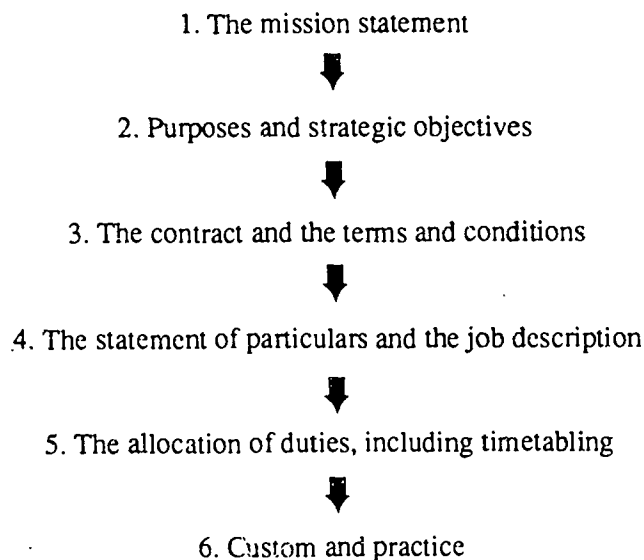 1. The mission statement
2. Purposes and strategic objectives
3. The contract and the terms and conditions
4. The statement of particulars and the job description
5. The allocation of duties, including timetabling
6. Custom and practice